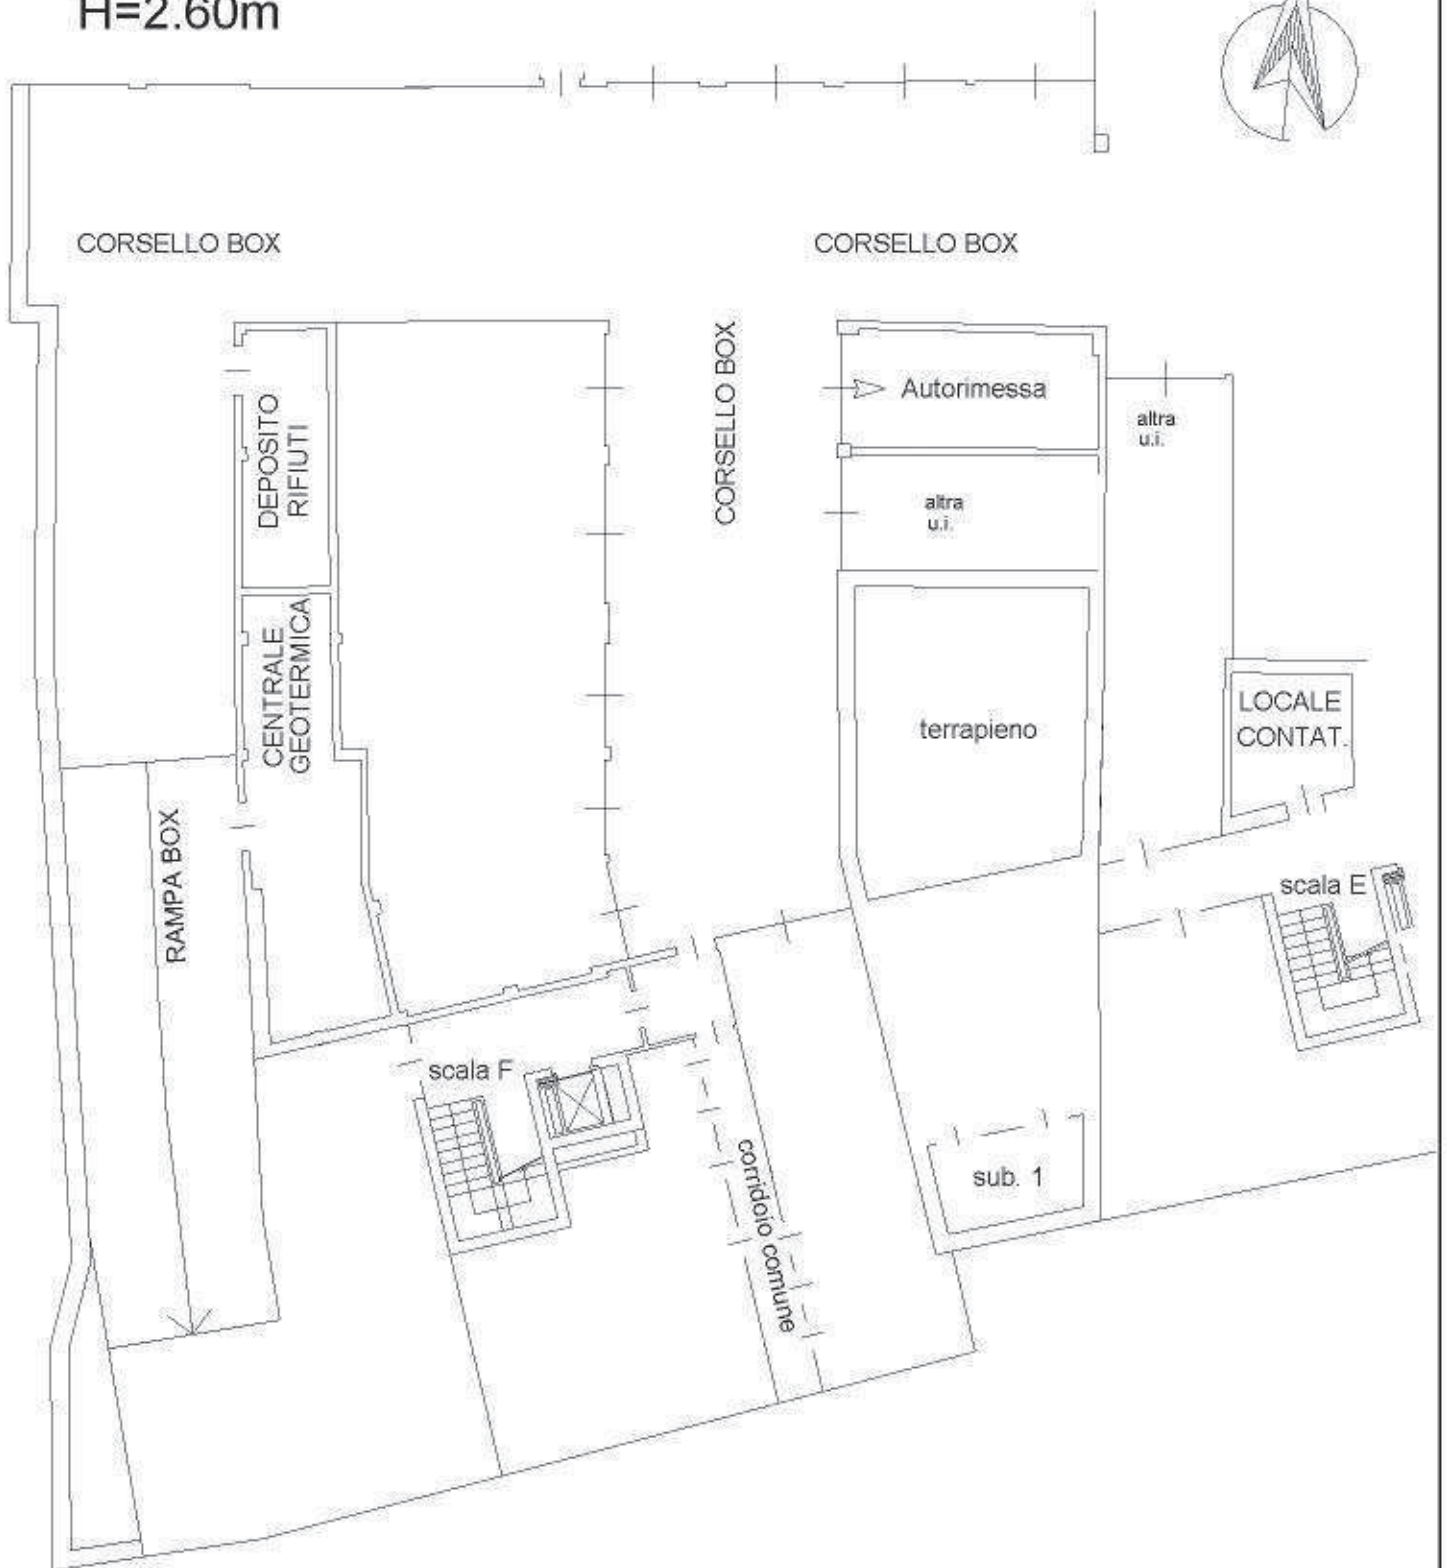 H=2.60m
CORSELLO BOX
CORSELLO BOX
CORSELLO BOX
Autorimessa
altra
u.i.
DEPOSITO
RIFIUTI
altra
u.i.
CENTRALE
GEOTERMICA
terrapieno
LOCALE
CONTAT.
RAMPA BOX
scala E
scala F
corridoio comune
sub. 1